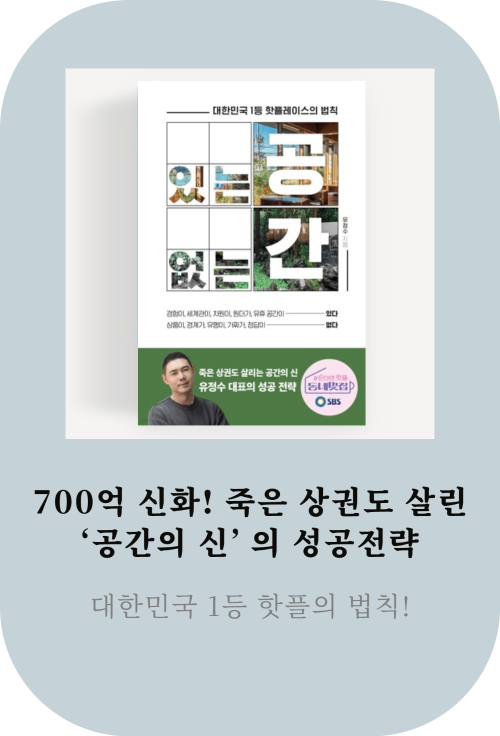 대한민국 1등 핫플레이스의 법칙
있는 공
없는 간
유정수 지음
경험이, 세계관이, 차원이, 원더가, 유휴 공간이 있다
상품이, 경계가, 유행이, 가짜가, 정답이 없다
죽은 상권도 살리는 공간의 신
유정수 대표의 성공 전략
동네멋집
SBS
700억 신화! 죽은 상권도 살린
‘공간의 신’ 의 성공전략
대한민국 1등 핫플의 법칙!